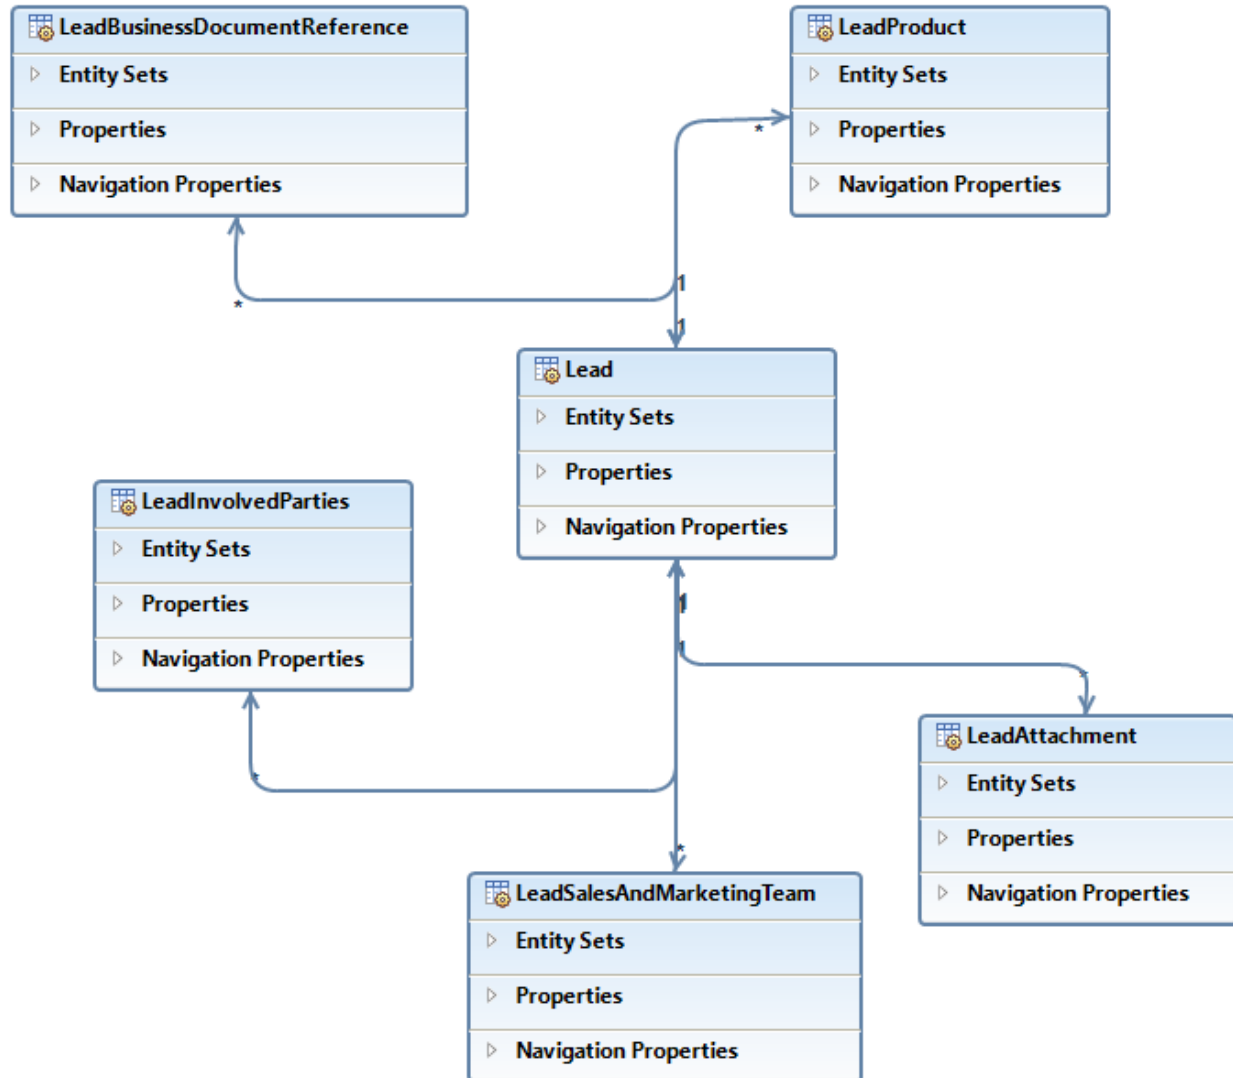 LeadBusinessDocumentReference
Entity Sets
Properties
Navigation Properties
*
LeadProduct
Entity Sets
Properties
Navigation Properties
*
1
1
Lead
Entity Sets
Properties
Navigation Properties
1
1
LeadInvolvedParties
Entity Sets
Properties
Navigation Properties
*
*
LeadAttachment
Entity Sets
Properties
Navigation Properties
*
LeadSalesAndMarketingTeam
Entity Sets
Properties
Navigation Properties